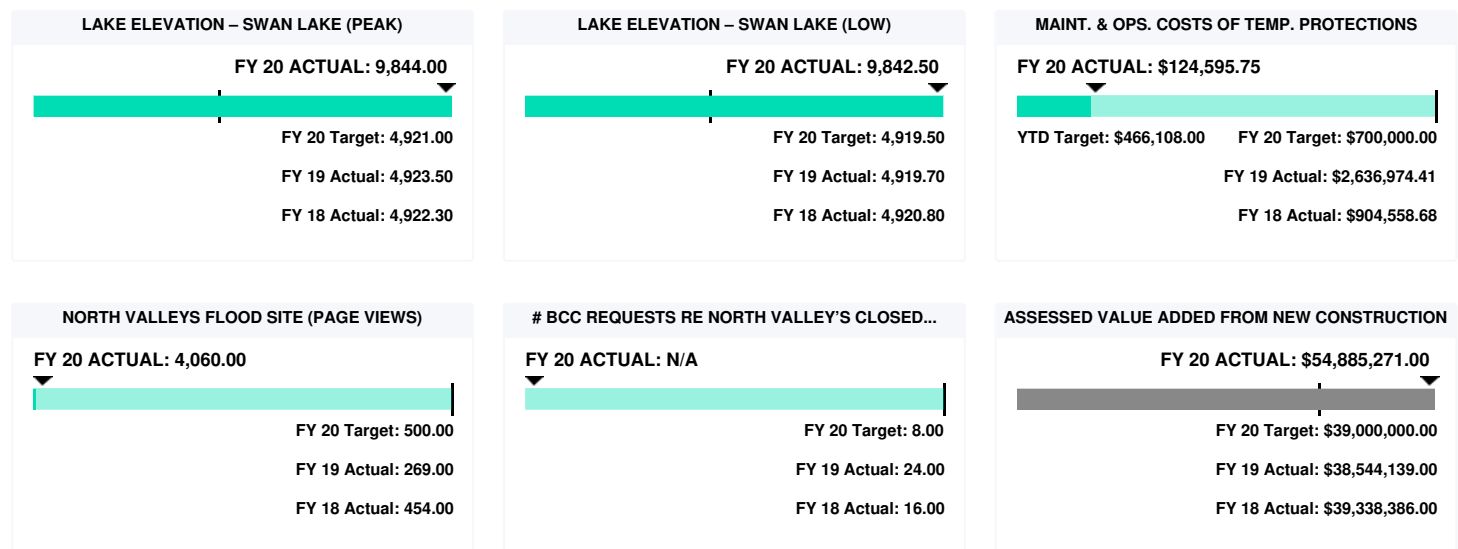 LAKE ELEVATION – SWAN LAKE (PEAK)
FY 20 ACTUAL: 9,844.00
FY 20 Target: 4,921.00
FY 19 Actual: 4,923.50
FY 18 Actual: 4,922.30
LAKE ELEVATION – SWAN LAKE (LOW)
FY 20 ACTUAL: 9,842.50
FY 20 Target: 4,919.50
FY 19 Actual: 4,919.70
FY 18 Actual: 4,920.80
MAINT. & OPS. COSTS OF TEMP. PROTECTIONS
FY 20 ACTUAL: $124,595.75
YTD Target: $466,108.00 FY 20 Target: $700,000.00
FY 19 Actual: $2,636,974.41
FY 18 Actual: $904,558.68
NORTH VALLEYS FLOOD SITE (PAGE VIEWS)
FY 20 ACTUAL: 4,060.00
FY 20 Target: 500.00
FY 19 Actual: 269.00
FY 18 Actual: 454.00
# BCC REQUESTS RE NORTH VALLEY’S CLOSED...
FY 20 ACTUAL: N/A
FY 20 Target: 8.00
FY 19 Actual: 24.00
FY 18 Actual: 16.00
ASSESSED VALUE ADDED FROM NEW CONSTRUCTION
FY 20 ACTUAL: $54,885,271.00
FY 20 Target: $39,000,000.00
FY 19 Actual: $38,544,139.00
FY 18 Actual: $39,338,386.00